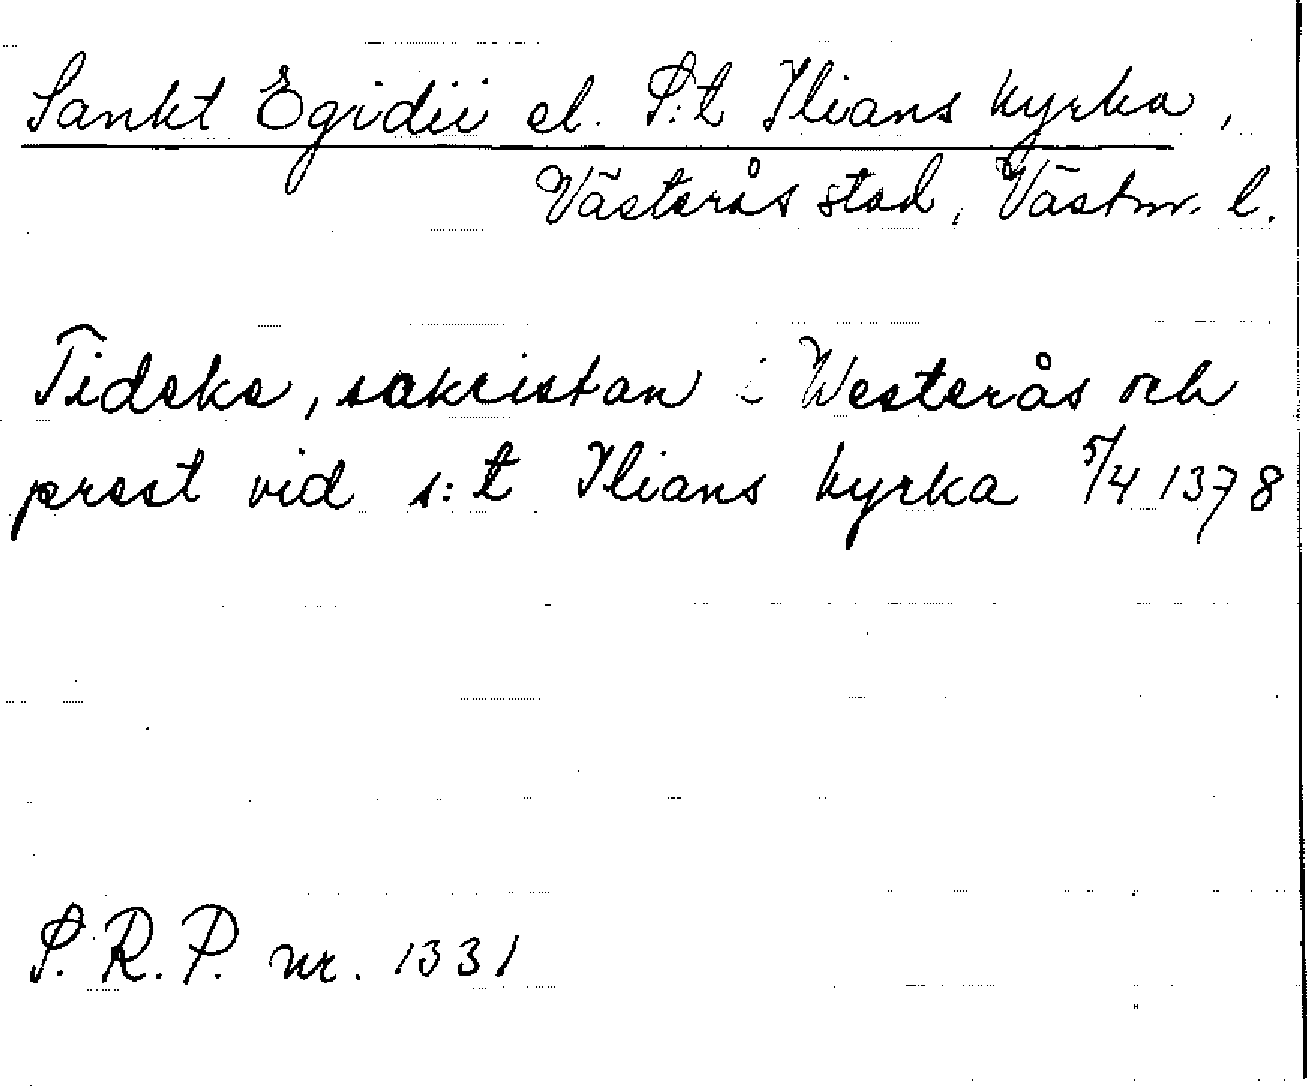 Sankt Egidii el. S:t Ilians kyrka,
Västerås stad, Västm. l.
Tideke, sakristan i Westerås och
prest vid s:t Ilians kyrka 5/4 1378
S.R.P. nr. 1331